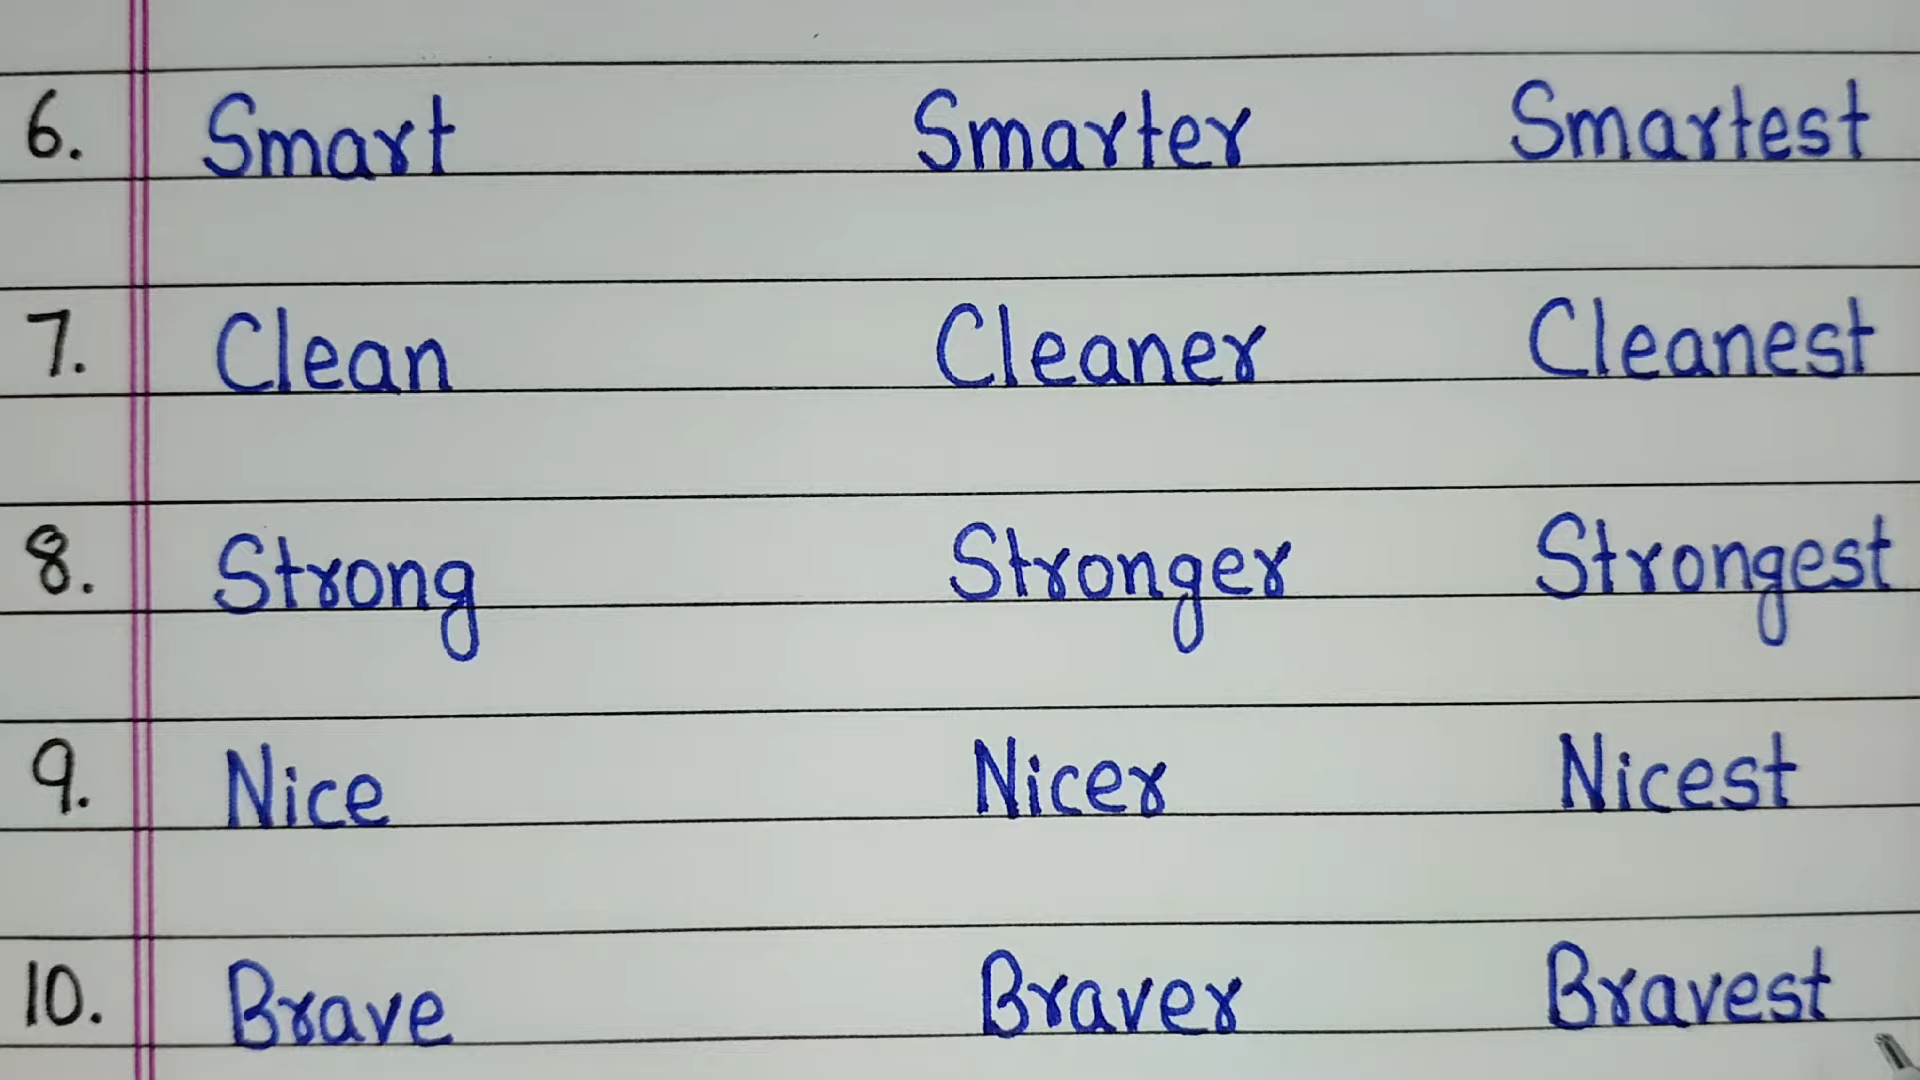 6. Smart Smarter Smartest
7. Clean Cleaner Cleanest
8. Strong Stronger Strongest
9. Nice Nicer Nicest
10. Brave Braver Bravest